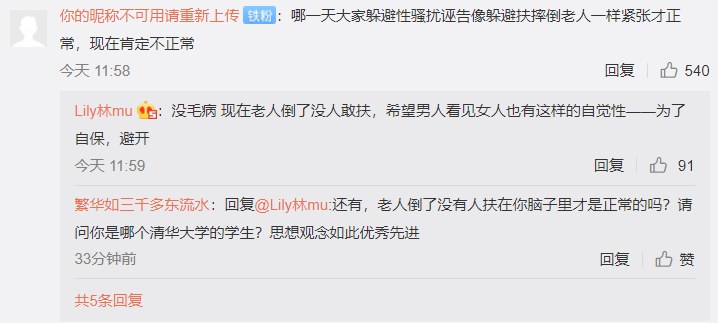 你的昵称不可用请重新上传 铁粉：哪一天大家躲避性骚扰诬告像躲避扶摔倒老人一样紧张才正
常，现在肯定不正常
今天 11:58 回复 540
Lily林mu：没毛病 现在老人倒了没人敢扶，希望男人看见女人也有这样的自觉性——为了
自保，避开
今天 11:59 回复 91
繁华如三千多东流水：回复@Lily林mu:还有，老人倒了没有人扶在你脑子里才是正常的吗？请
问你是哪个清华大学的学生？思想观念如此优秀先进
33分钟前 回复 赞
共5条回复